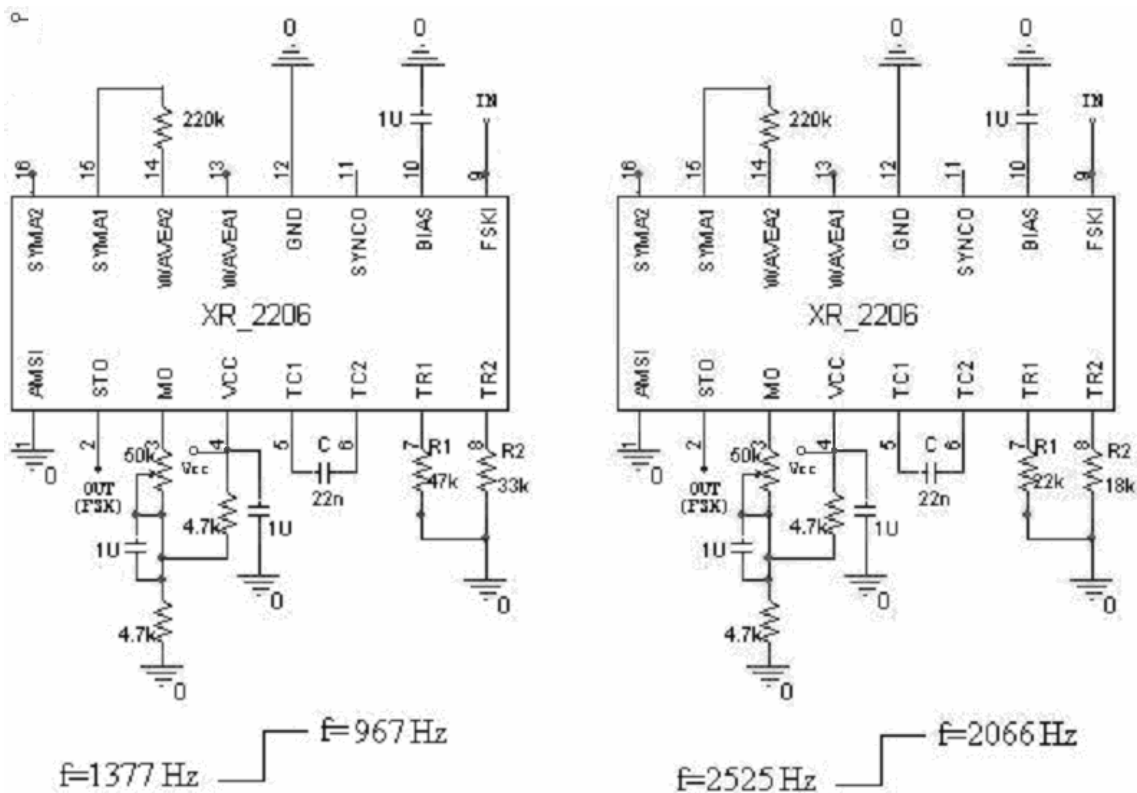 0 0 0 0
220k 1U IN 220k 1U IN
16 15 14 13 12 11 10 9 16 15 14 13 12 11 10 9
SYMA2 SYMA1 WAVEA2 WAVEA1 GND SYNCO BIAS FSKI SYMA2 SYMA1 WAVEA2 WAVEA1 GND SYNCO BIAS FSKI
XR_2206 XR_2206
AMSI STO MO VCC TC1 TC2 TR1 TR2 AMSI STO MO VCC TC1 TC2 TR1 TR2
1 2 3 4 5 6 7 8 1 2 3 4 5 6 7 8
0 50k Vcc C R1 R2 0 50k Vcc C R1 R2
OUT 22n 47k 33k OUT 22n 22k 18k
(FSK) (FSK)
4.7k 1U 4.7k 1U
1U 1U
0 0 0 0
4.7k 4.7k
0 0
f=967 Hz f=2066 Hz
f=1377 Hz f=2525 Hz